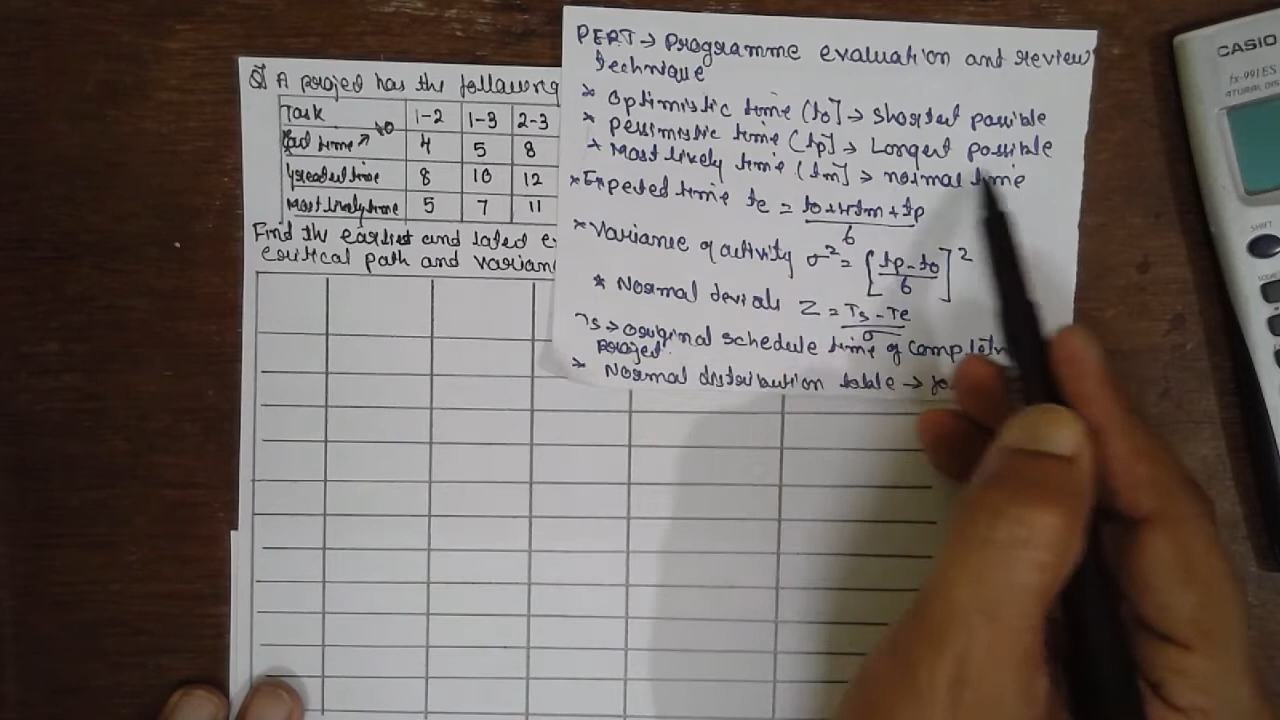 Q) A project has the following
Task 1-2 1-3 2-3
time → to 4 5 8
Greatest time 8 10 12
Most likely time 5 7 11
Find the earliest and latest e
critical path and varian
PERT → Programme evaluation and review
technique
* Optimistic time (to) → shortest possible
* Pessimistic time (tp) → Longest possible
* Most likely time (tm) → normal time
* Expected time te = to+4tm+tp
6
* Variance of activity σ² = [tp-to
6]²
* Normal deviate Z = Ts - Te
σ
Ts → original schedule time of completn
project.
* Normal distribution table →
CASIO
fx-991ES
SHIFT